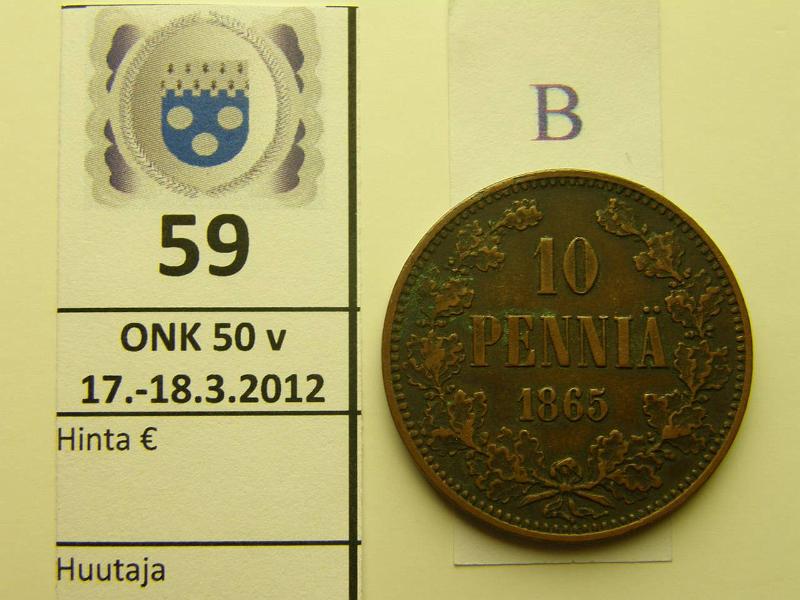 59
ONK 50 v
17.-18.3.2012
Hinta €
Huutaja
B
10
PENNIÄ
1865